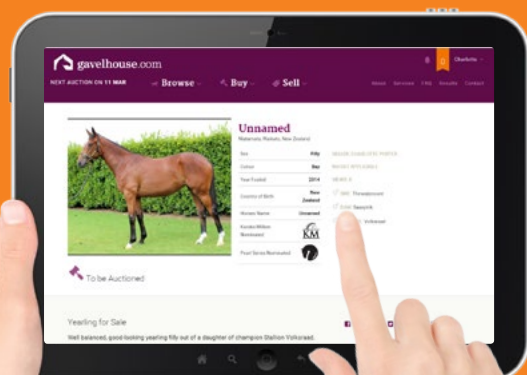 gavelhouse.com
Charlotte
NEXT AUCTION ON 11 MAR
Browse
Buy
Sell
About Services FAQ Results Contact
Unnamed
Matamata, Waikato, New Zealand
Sex Filly
Colour Bay
Year Foaled 2014
Country of Birth New
Zealand
Horses Name Unnamed
Karaka Million
Nominated
KM
Pearl Series Nominated
To be Auctioned
Yearling for Sale
Well balanced, good-looking yearling filly out of a daughter of champion Stallion Volksraad.